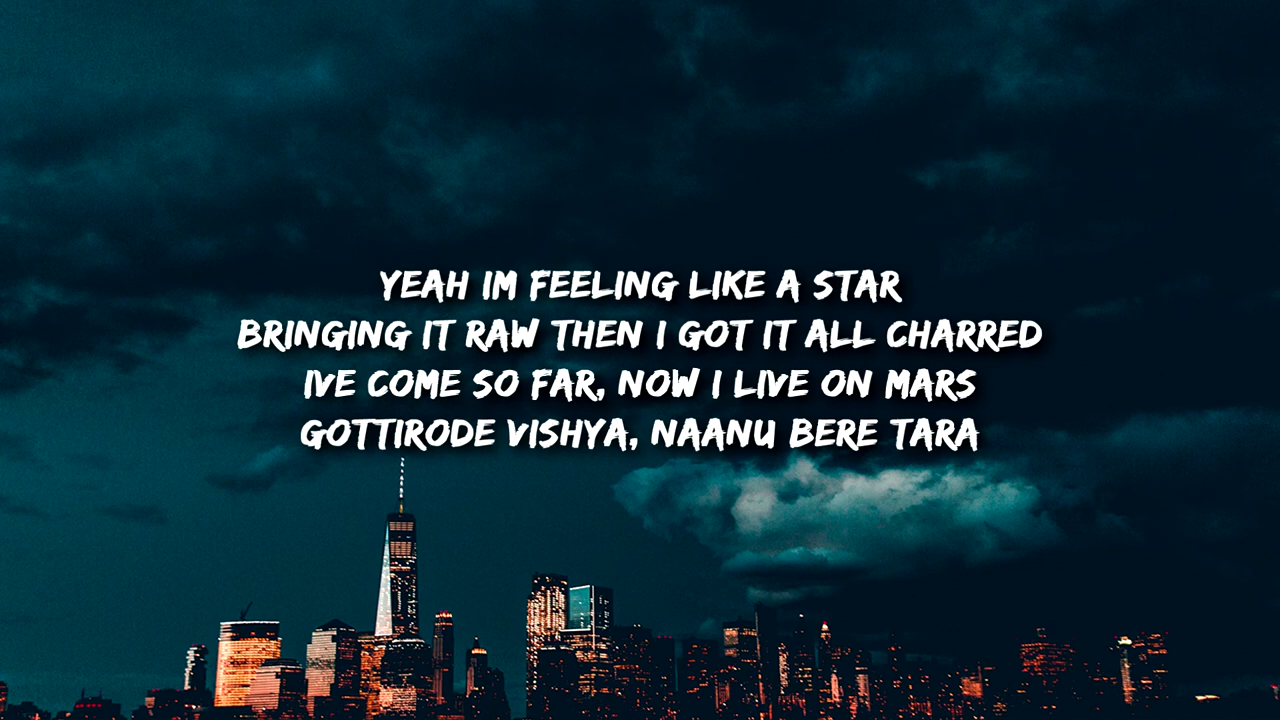 YEAH IM FEELING LIKE A STAR
BRINGING IT RAW THEN I GOT IT ALL CHARRED
IVE COME SO FAR, NOW I LIVE ON MARS
GOTTIRODE VISHYA, NAANU BERE TARA